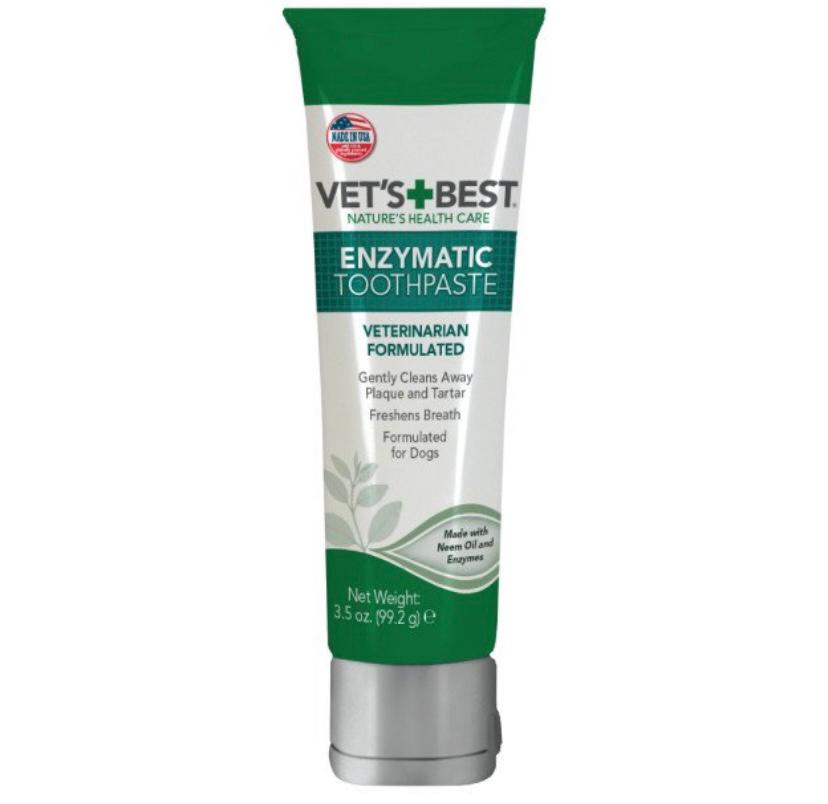 MADE IN USA
VET'S+BEST
NATURE'S HEALTH CARE
ENZYMATIC
TOOTHPASTE
VETERINARIAN
FORMULATED
Gently Cleans Away
Plaque and Tartar
Freshens Breath
Formulated
for Dogs
Made with
Neem Oil and
Enzymes
Net Weight:
3.5 oz. (99.2 g) ℮